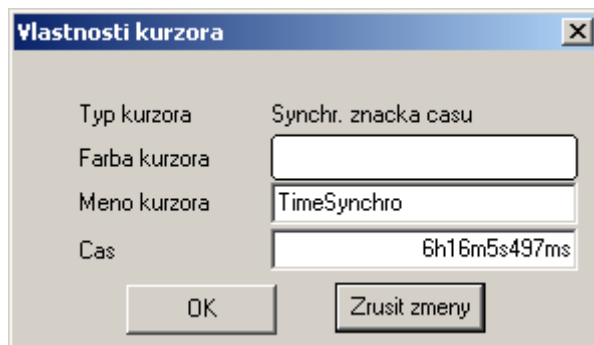 Vlastnosti kurzora
Typ kurzora Synchr. znacka casu
Farba kurzora
Meno kurzora TimeSynchro
Cas 6h16m5s497ms
OK Zrusit zmeny